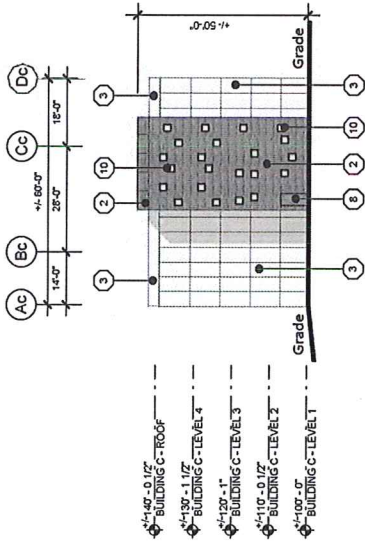 Ac Bc Cc Dc
+/- 60'-0"
14'-0" 28'-0" 18'-0"
3 2 10 3
+/- 50'-0"
+/-140' - 0 1/2"
BUILDING C - ROOF
+/-130' - 1 1/2"
BUILDING C - LEVEL 4
+/-120' - 1"
BUILDING C - LEVEL 3
+/-110' - 0 1/2"
BUILDING C - LEVEL 2
+/-100' - 0"
BUILDING C - LEVEL 1
Grade
Grade
3 8 2 10 3